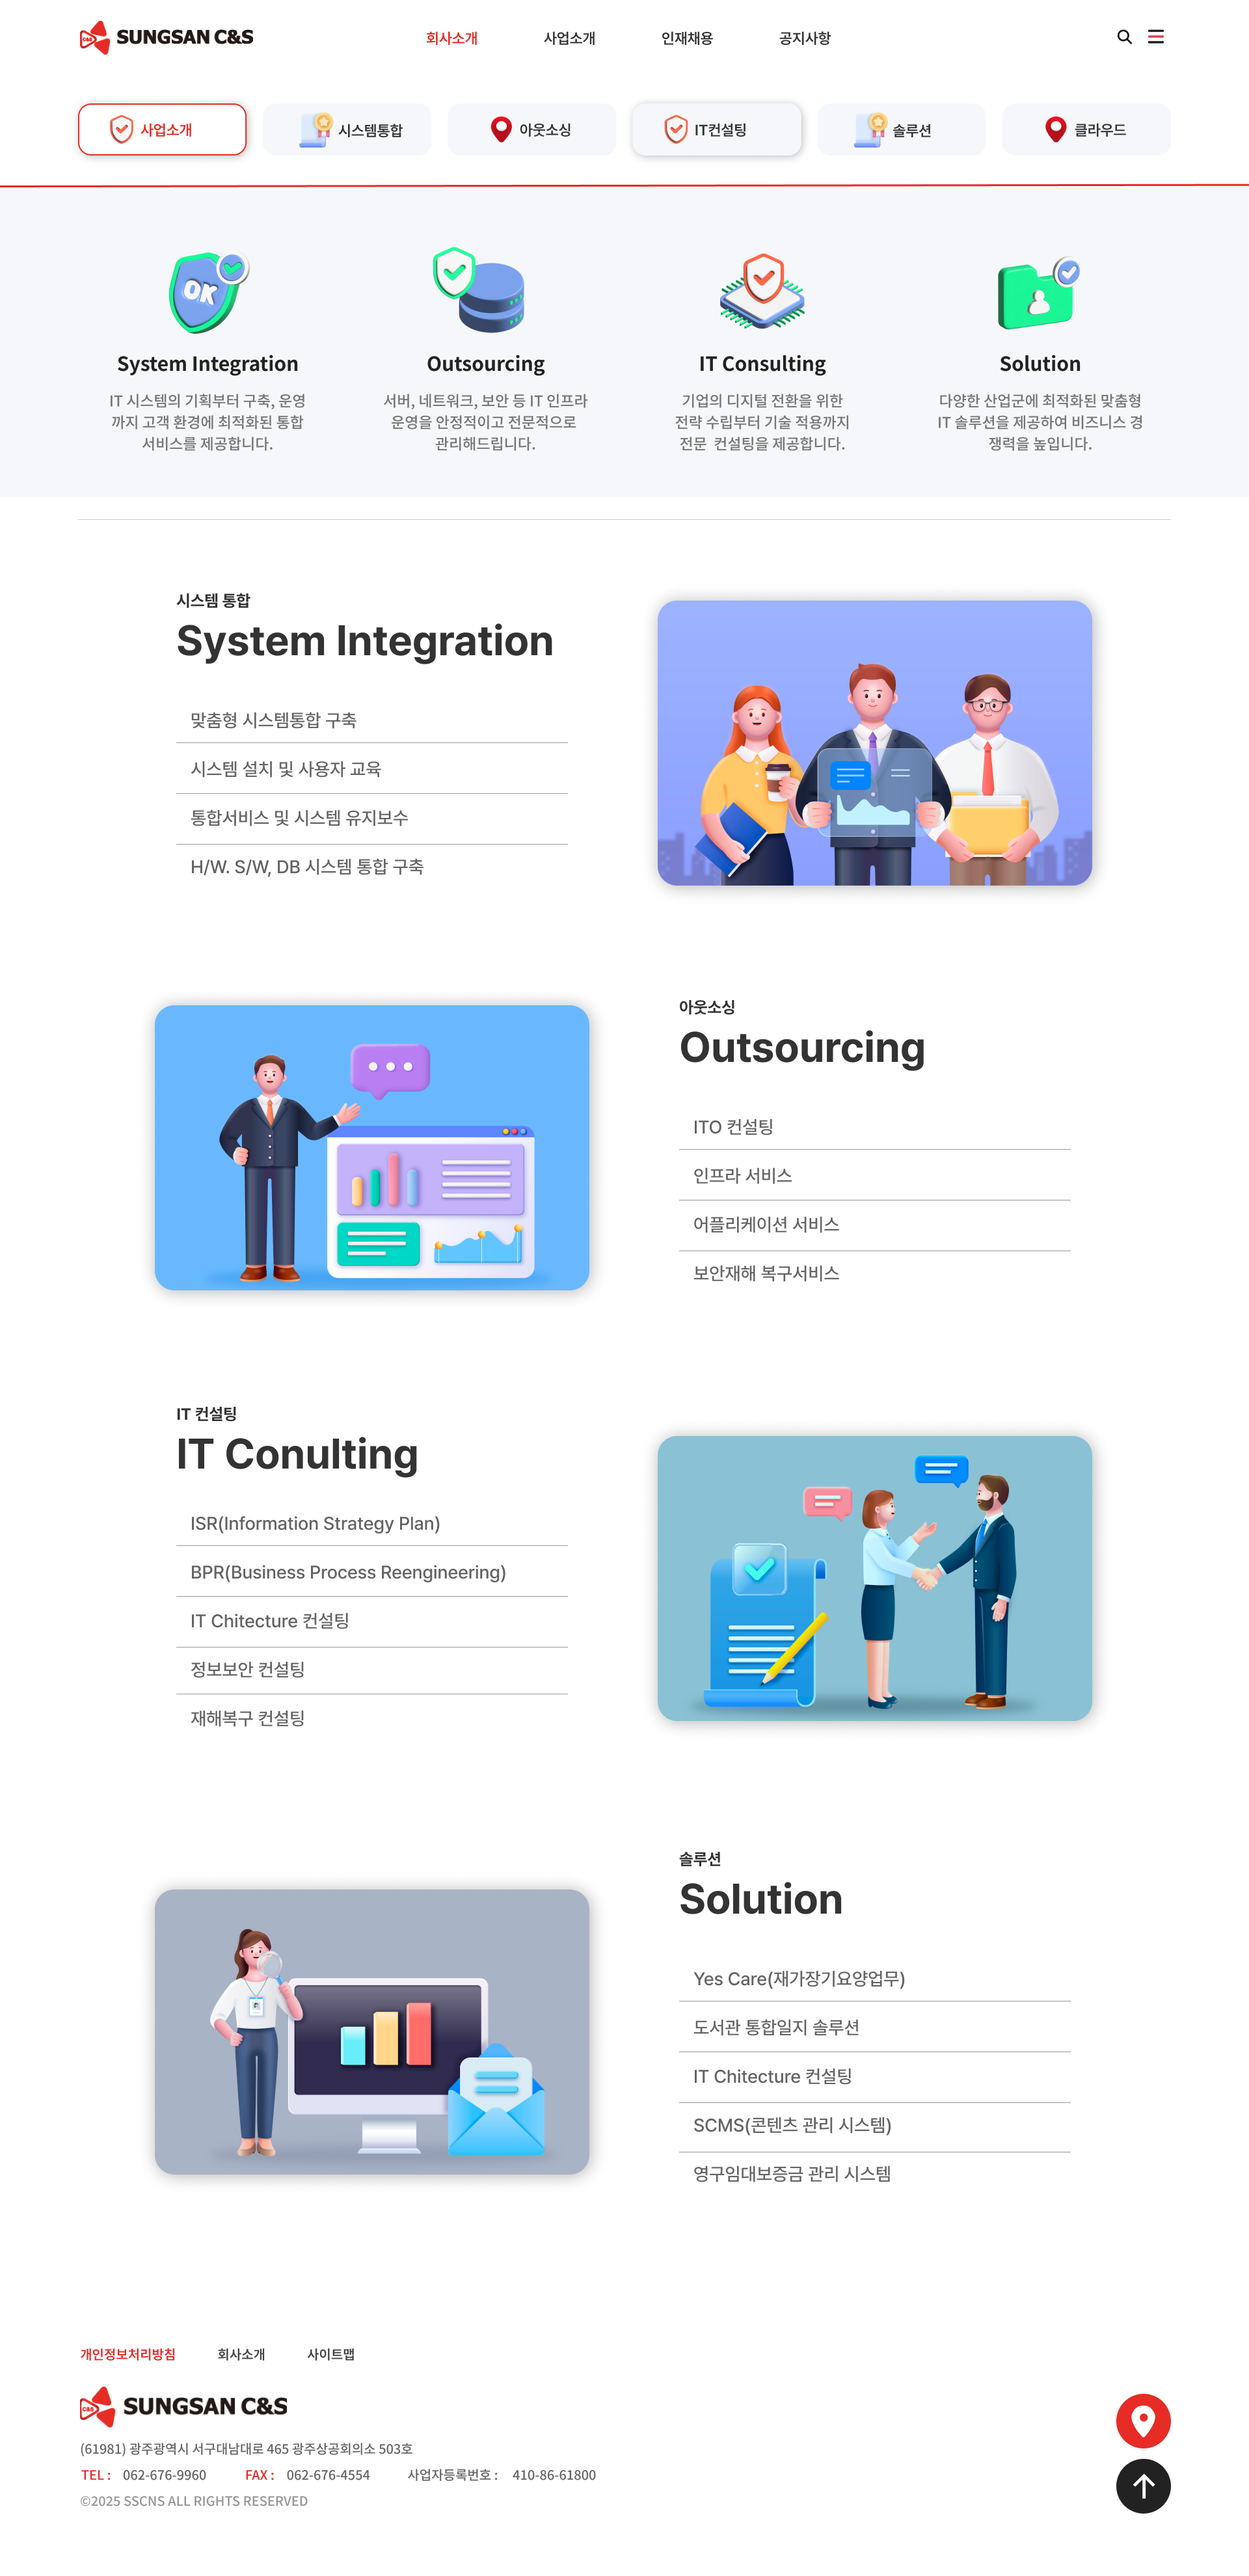 SUNGSAN C&S
회사소개 사업소개 인재채용 공지사항
사업소개 시스템통합 아웃소싱 IT컨설팅 솔루션 클라우드
OK
System Integration
IT 시스템의 기획부터 구축, 운영
까지 고객 환경에 최적화된 통합
서비스를 제공합니다.
Outsourcing
서버, 네트워크, 보안 등 IT 인프라
운영을 안정적이고 전문적으로
관리해드립니다.
IT Consulting
기업의 디지털 전환을 위한
전략 수립부터 기술 적용까지
전문 컨설팅을 제공합니다.
Solution
다양한 산업군에 최적화된 맞춤형
IT 솔루션을 제공하여 비즈니스 경
쟁력을 높입니다.
시스템 통합
System Integration
맞춤형 시스템통합 구축
시스템 설치 및 사용자 교육
통합서비스 및 시스템 유지보수
H/W. S/W, DB 시스템 통합 구축
아웃소싱
Outsourcing
ITO 컨설팅
인프라 서비스
어플리케이션 서비스
보안재해 복구서비스
IT 컨설팅
IT Conulting
ISR(Information Strategy Plan)
BPR(Business Process Reengineering)
IT Chitecture 컨설팅
정보보안 컨설팅
재해복구 컨설팅
솔루션
Solution
Yes Care(재가장기요양업무)
도서관 통합일지 솔루션
IT Chitecture 컨설팅
SCMS(콘텐츠 관리 시스템)
영구임대보증금 관리 시스템
개인정보처리방침 회사소개 사이트맵
C&S SUNGSAN C&S
(61981) 광주광역시 서구대남대로 465 광주상공회의소 503호
TEL : 062-676-9960 FAX : 062-676-4554 사업자등록번호 : 410-86-61800
©2025 SSCNS ALL RIGHTS RESERVED